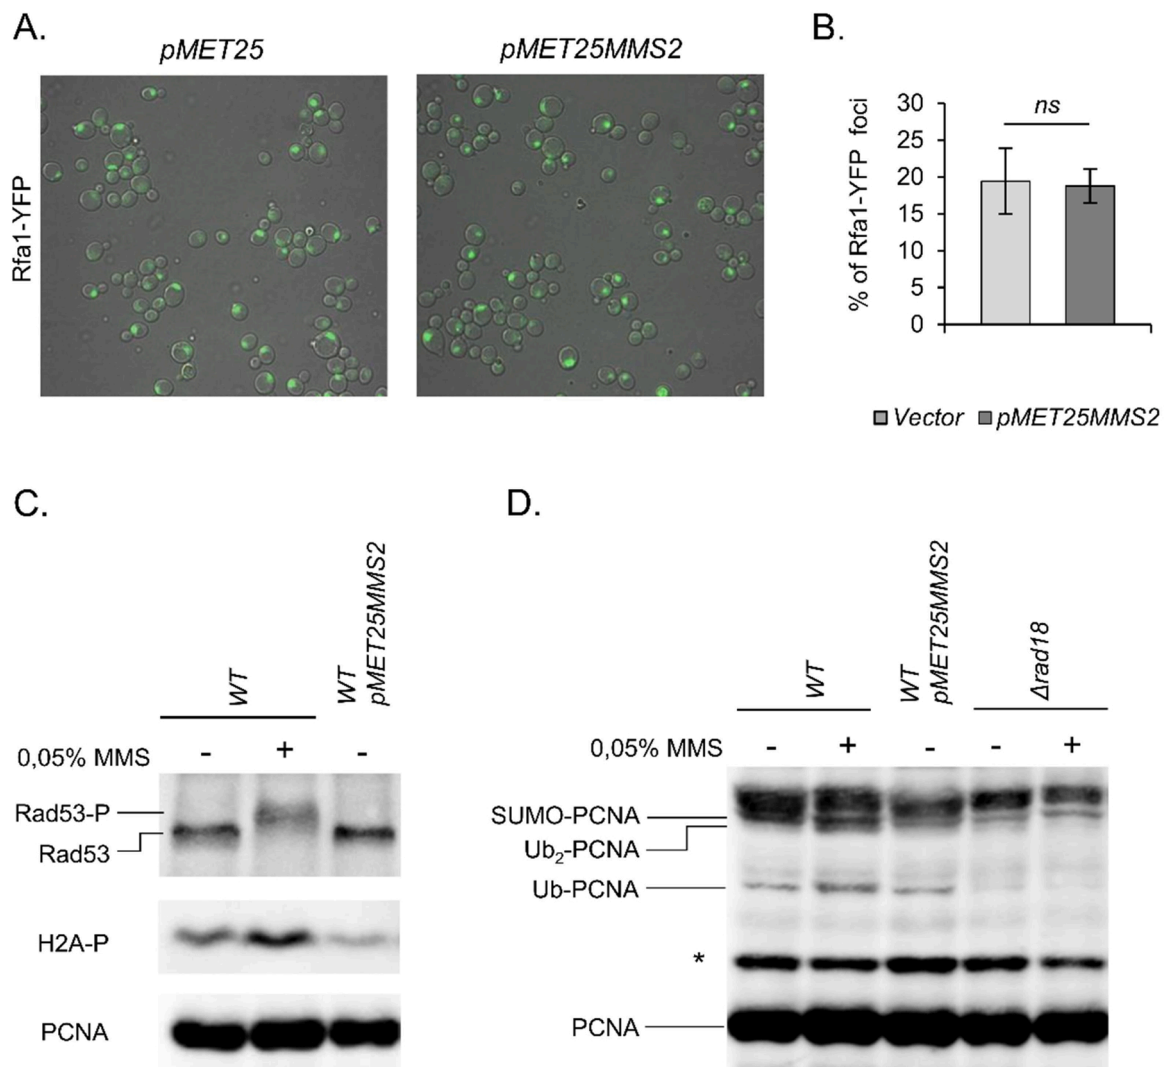 A.
pMET25
pMET25MMS2
Rfa1-YFP
B.
% of Rfa1-YFP foci
30
25
20
15
10
5
0
ns
Vector
pMET25MMS2
C.
WT
WT
pMET25MMS2
0,05% MMS - + -
Rad53-P
Rad53
H2A-P
PCNA
D.
WT
WT
pMET25MMS2
Δrad18
0,05% MMS - + - - +
SUMO-PCNA
Ub₂-PCNA
Ub-PCNA
*
PCNA